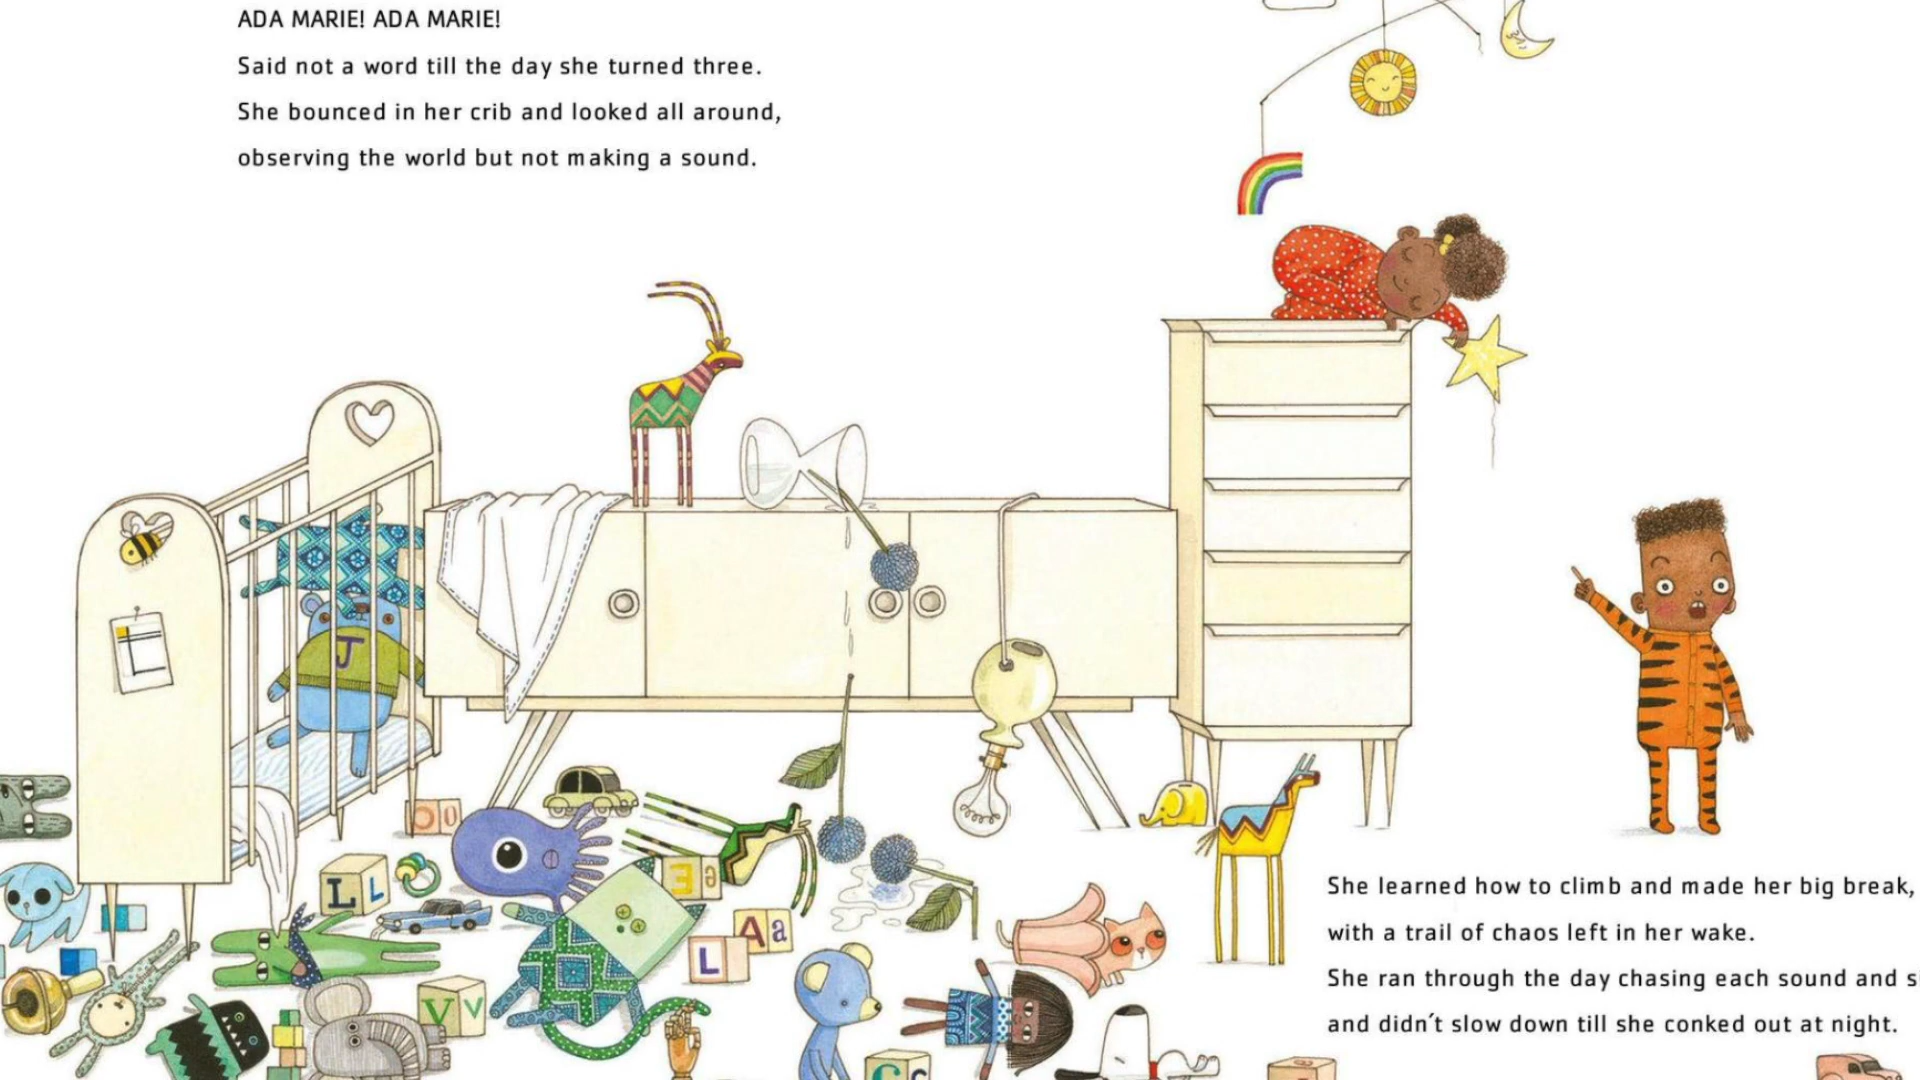 ADA MARIE! ADA MARIE!
Said not a word till the day she turned three.
She bounced in her crib and looked all around,
observing the world but not making a sound.
J
L L
E e
A a
L
V v
C c
She learned how to climb and made her big break,
with a trail of chaos left in her wake.
She ran through the day chasing each sound and s
and didn't slow down till she conked out at night.